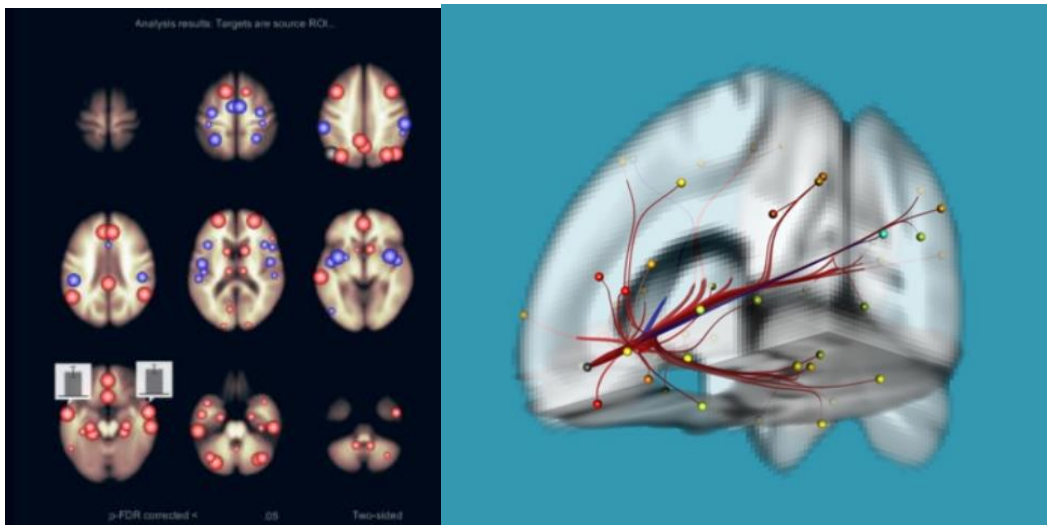 Analysis results: Targets are source ROI...
p-FDR corrected < .05 Two-sided